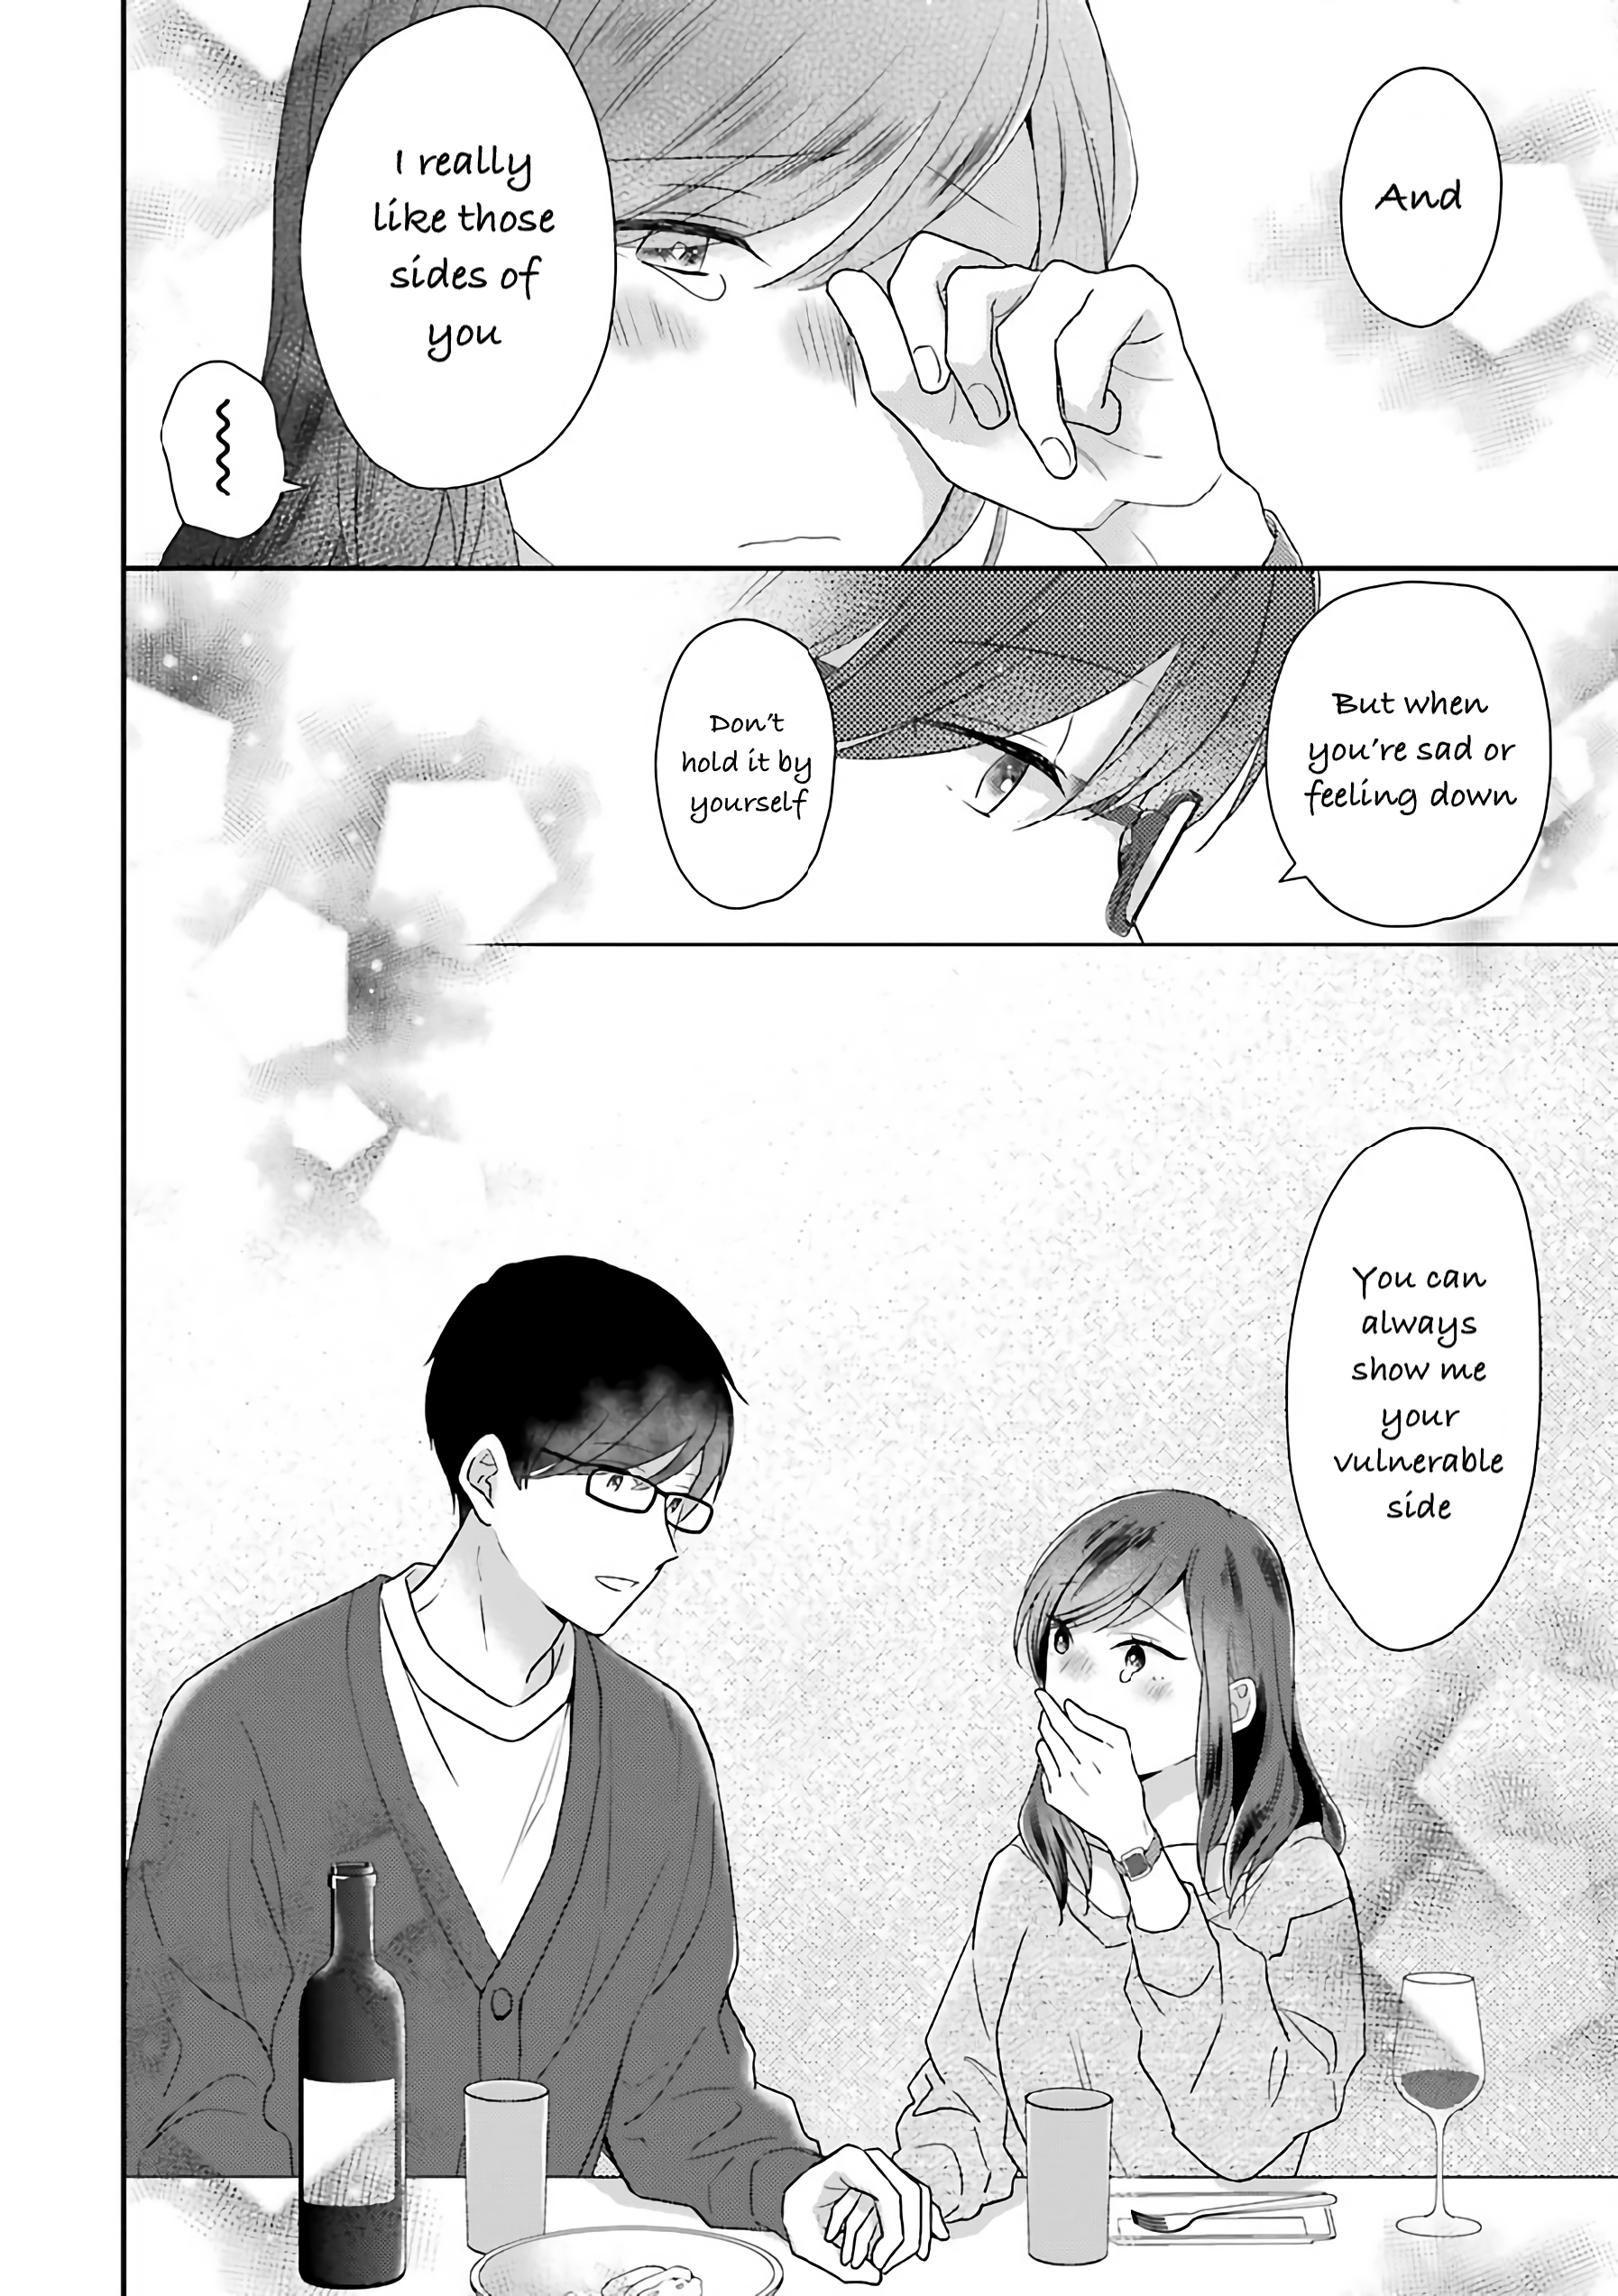 And
I really
like those
sides of
you
But when
you're sad or
feeling down
Don't
hold it by
yourself
You can
always
show me
your
vulnerable
side